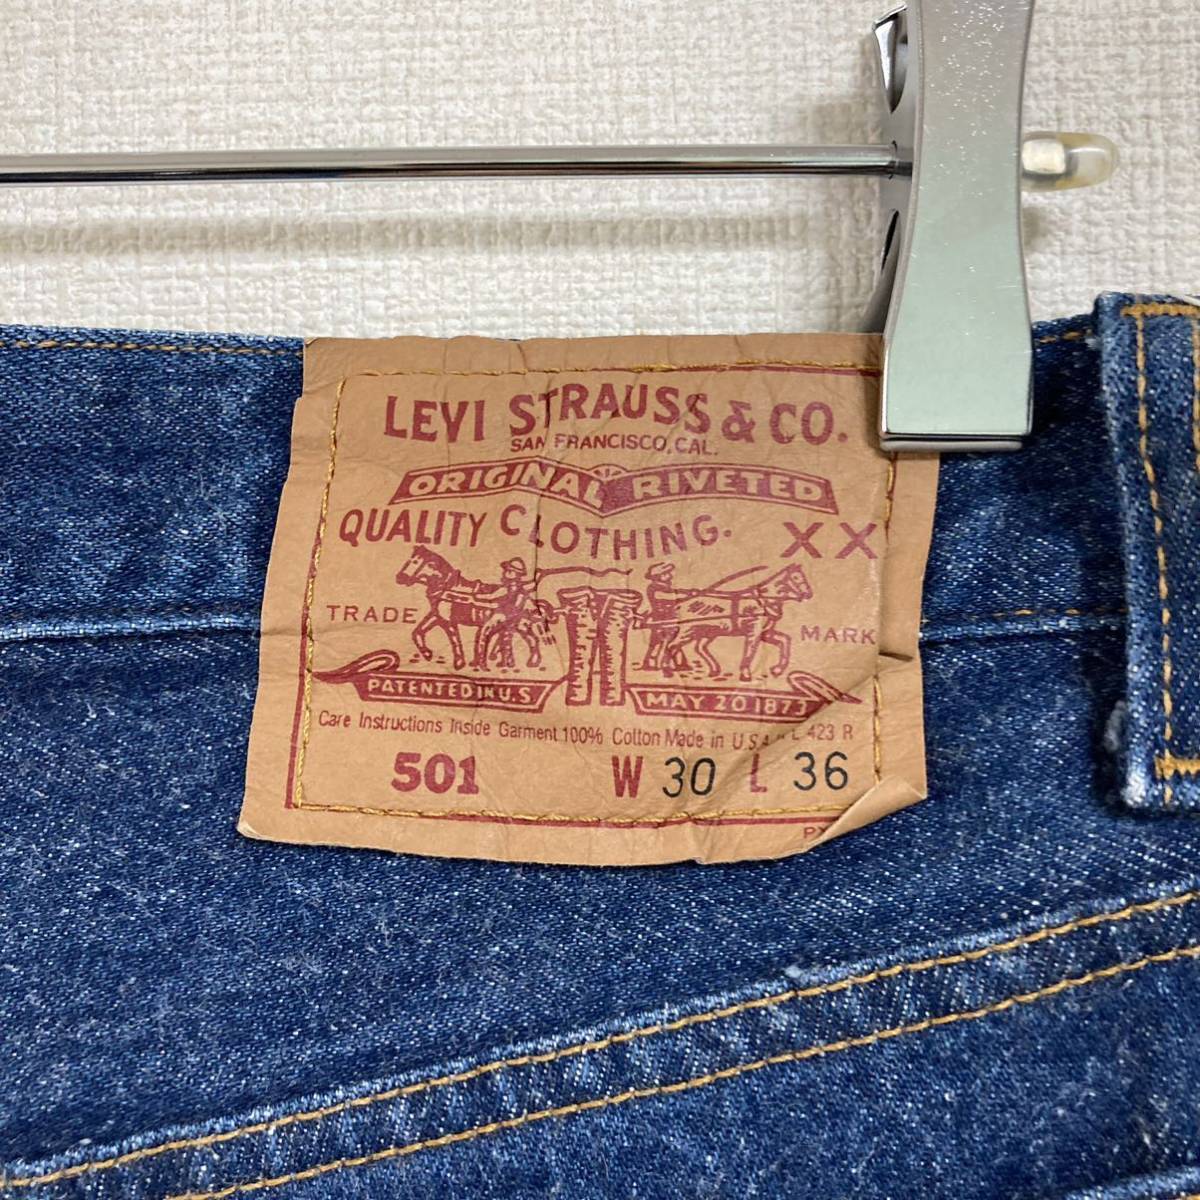 LEVI STRAUSS & CO.
SAN FRANCISCO, CAL.
ORIGINAL RIVETED
QUALITY CLOTHING. XX
TRADE MARK
PATENTED IN U.S. MAY 20 1873
Care Instructions Inside Garment 100% Cotton Made in U.S.A. 423 R
501 W 30 L 36